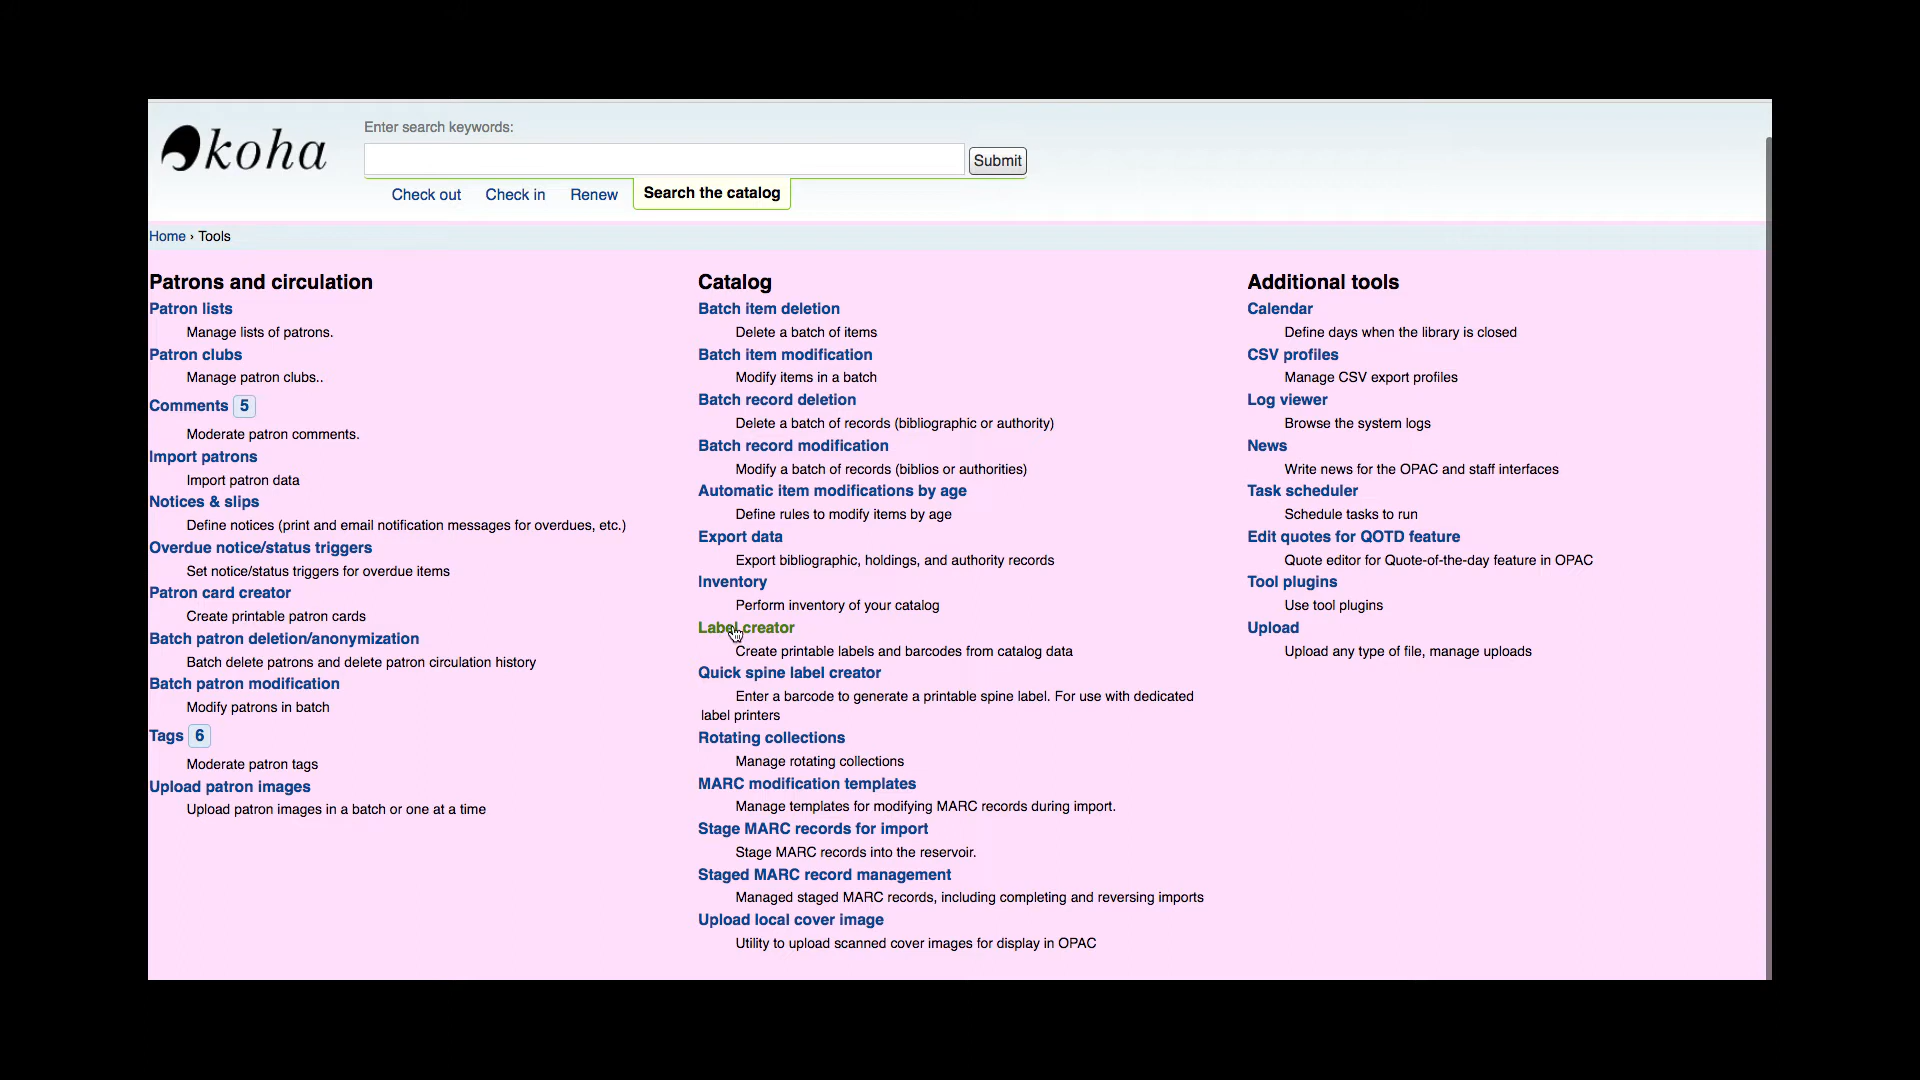 koha
Enter search keywords:
Submit
Check out Check in Renew Search the catalog
Home › Tools
Patrons and circulation
Patron lists
Manage lists of patrons.
Patron clubs
Manage patron clubs..
Comments 5
Moderate patron comments.
Import patrons
Import patron data
Notices & slips
Define notices (print and email notification messages for overdues, etc.)
Overdue notice/status triggers
Set notice/status triggers for overdue items
Patron card creator
Create printable patron cards
Batch patron deletion/anonymization
Batch delete patrons and delete patron circulation history
Batch patron modification
Modify patrons in batch
Tags 6
Moderate patron tags
Upload patron images
Upload patron images in a batch or one at a time
Catalog
Batch item deletion
Delete a batch of items
Batch item modification
Modify items in a batch
Batch record deletion
Delete a batch of records (bibliographic or authority)
Batch record modification
Modify a batch of records (biblios or authorities)
Automatic item modifications by age
Define rules to modify items by age
Export data
Export bibliographic, holdings, and authority records
Inventory
Perform inventory of your catalog
Label creator
Create printable labels and barcodes from catalog data
Quick spine label creator
Enter a barcode to generate a printable spine label. For use with dedicated
label printers
Rotating collections
Manage rotating collections
MARC modification templates
Manage templates for modifying MARC records during import.
Stage MARC records for import
Stage MARC records into the reservoir.
Staged MARC record management
Managed staged MARC records, including completing and reversing imports
Upload local cover image
Utility to upload scanned cover images for display in OPAC
Additional tools
Calendar
Define days when the library is closed
CSV profiles
Manage CSV export profiles
Log viewer
Browse the system logs
News
Write news for the OPAC and staff interfaces
Task scheduler
Schedule tasks to run
Edit quotes for QOTD feature
Quote editor for Quote-of-the-day feature in OPAC
Tool plugins
Use tool plugins
Upload
Upload any type of file, manage uploads